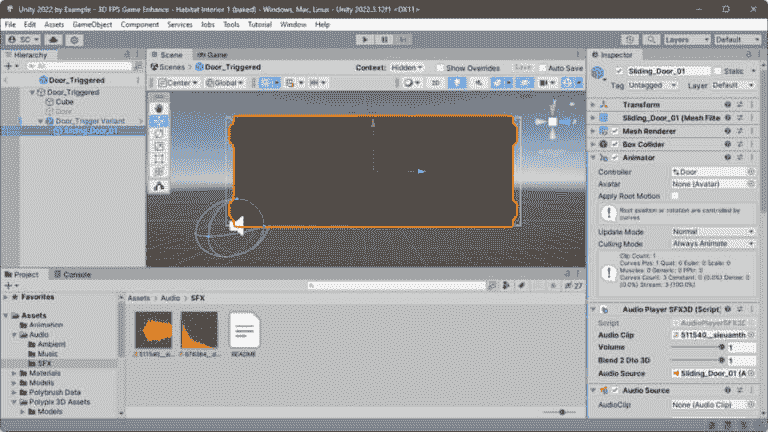 Unity 2022 by Example - 3D FPS Game Enhance - Habitat Interior 1 (baked) - Windows, Mac, Linux - Unity 2022.3.12f1 <DX11>
File Edit Assets GameObject Component Services Jobs Tools Tutorial Window Help
SC Layers Default
Hierarchy
All
Door_Triggered
Door_Triggered
Cube
Door
Door_Trigger Variant
Sliding_Door_01
Scene Game
Scenes Door_Triggered Context: Hidden Show Overrides Save Auto Save
Center Global 2D
Inspector
Sliding_Door_01 Static
Tag Untagged Layer Default
Transform
Sliding_Door_01 (Mesh Filte
Mesh Renderer
Box Collider
Animator
Controller Door
Avatar None (Avatar)
Apply Root Motion
Root position or rotation are controlled by
curves
Update Mode Normal
Culling Mode Always Animate
Clip Count: 1
Curves Pos: 1 Quat: 0 Euler: 0 Scale: 0
Muscles: 0 Generic: 0 PPtr: 0
Curves Count: 3 Constant: 0 (0.0%) Dense: 0
(0.0%) Stream: 3 (100.0%)
Audio Player SFX3D (Script)
Script AudioPlayerSFX3D
Audio Clip 511540__sieuamth
Volume 1
Blend 2 Dto 3D 1
Audio Source Sliding_Door_01 (A
Audio Source
AudioClip None (Audio Clip)
Project Console
27
Favorites
Assets
Animation
Audio
Ambient
Music
SFX
Materials
Models
Polybrush Data
Polypix 3D Assets
Models
Assets > Audio > SFX
README